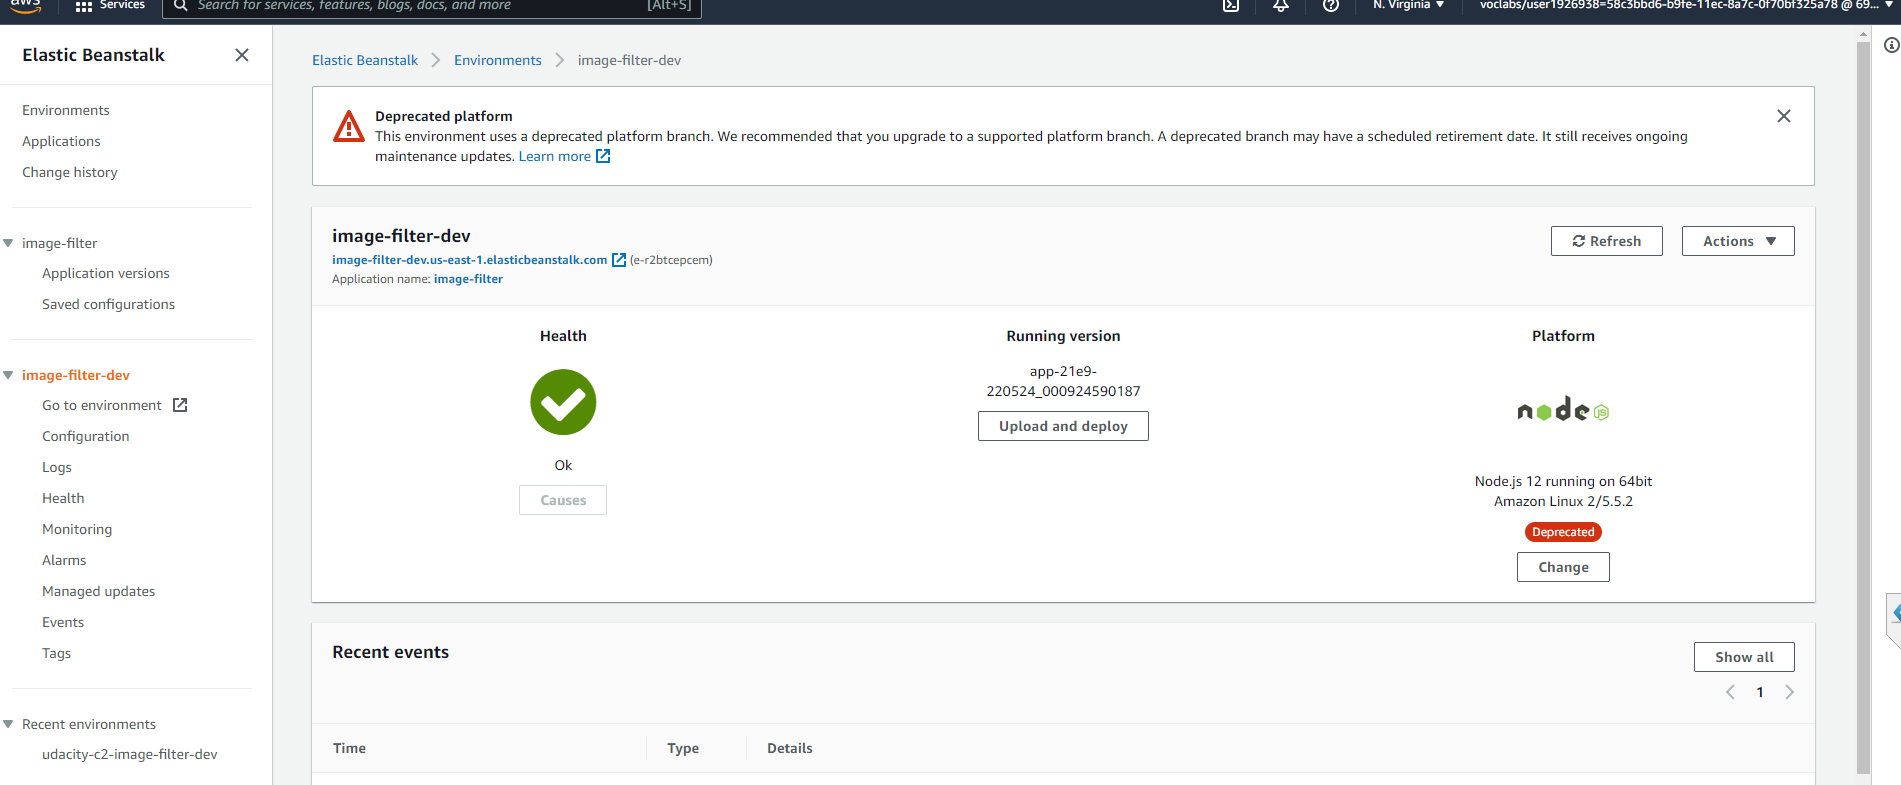 aws
Services
Search for services, features, blogs, docs, and more
[Alt+S]
N. Virginia
voclabs/user1926938=58c3bbd6-b9fe-11ec-8a7c-0f70bf325a78 @ 69...
Elastic Beanstalk
Environments
Applications
Change history
image-filter
Application versions
Saved configurations
image-filter-dev
Go to environment
Configuration
Logs
Health
Monitoring
Alarms
Managed updates
Events
Tags
Recent environments
udacity-c2-image-filter-dev
Elastic Beanstalk
Environments
image-filter-dev
Deprecated platform
This environment uses a deprecated platform branch. We recommended that you upgrade to a supported platform branch. A deprecated branch may have a scheduled retirement date. It still receives ongoing
maintenance updates. Learn more
image-filter-dev
image-filter-dev.us-east-1.elasticbeanstalk.com (e-r2btcepcem)
Application name: image-filter
Refresh
Actions
Health
Ok
Causes
Running version
app-21e9-
220524_000924590187
Upload and deploy
Platform
node JS
Node.js 12 running on 64bit
Amazon Linux 2/5.5.2
Deprecated
Change
Recent events
Show all
1
Time
Type
Details